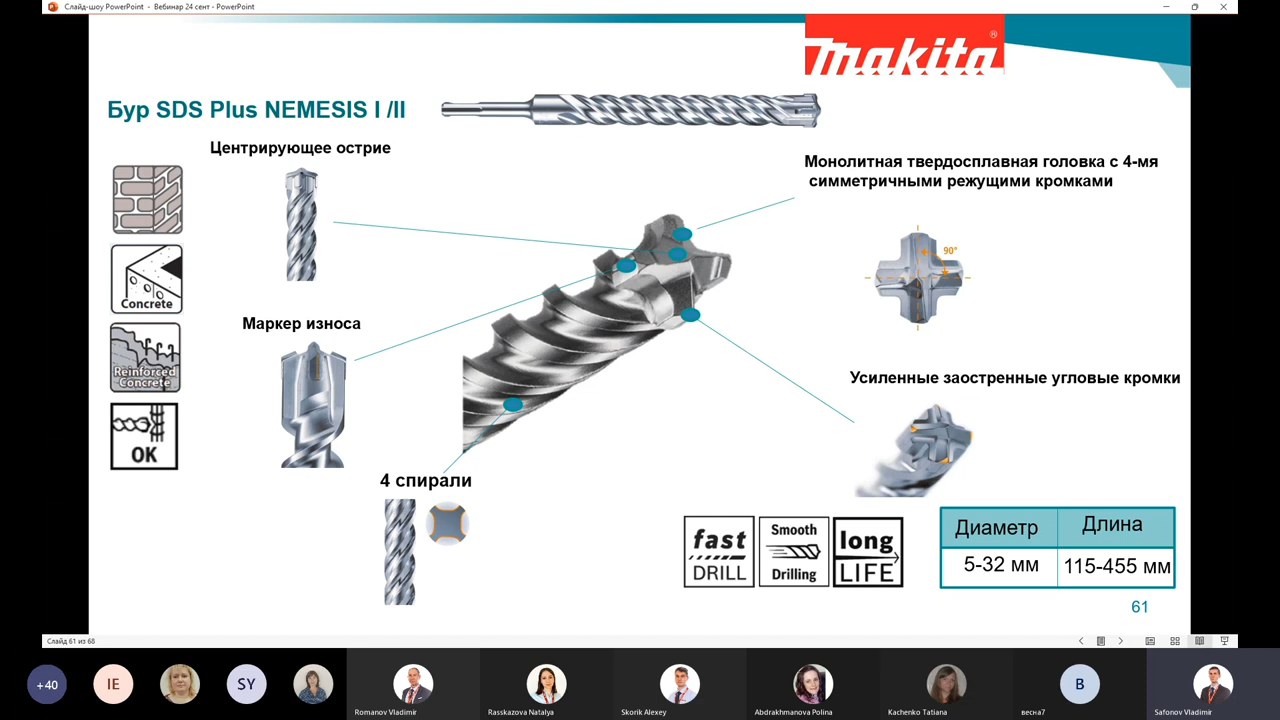 Слайд-шоу PowerPoint - Вебинар 24 сент - PowerPoint
makita®
Бур SDS Plus NEMESIS I /II
Центрирующее острие
Монолитная твердосплавная головка с 4-мя
симметричными режущими кромками
90°
Concrete
Маркер износа
Reinforced
Concrete
Усиленные заостренные угловые кромки
OK
4 спирали
fast
DRILL
Smooth
Drilling
long
LIFE
Диаметр Длина
5-32 мм 115-455 мм
61
Слайд 61 из 68
+40
IE
SY
B
Romanov Vladimir
Rasskazova Natalya
Skorik Alexey
Abdrakhmanova Polina
Kachenko Tatiana
весна7
Safonov Vladimir